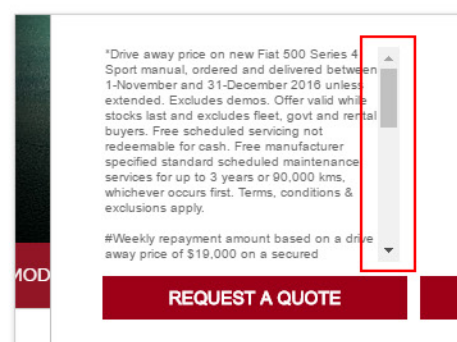 *Drive away price on new Fiat 500 Series 4
Sport manual, ordered and delivered between
1-November and 31-December 2016 unless
extended. Excludes demos. Offer valid while
stocks last and excludes fleet, govt and rental
buyers. Free scheduled servicing not
redeemable for cash. Free manufacturer
specified standard scheduled maintenance
services for up to 3 years or 90,000 kms,
whichever occurs first. Terms, conditions &
exclusions apply.
#Weekly repayment amount based on a drive
away price of $19,000 on a secured
MOD
REQUEST A QUOTE